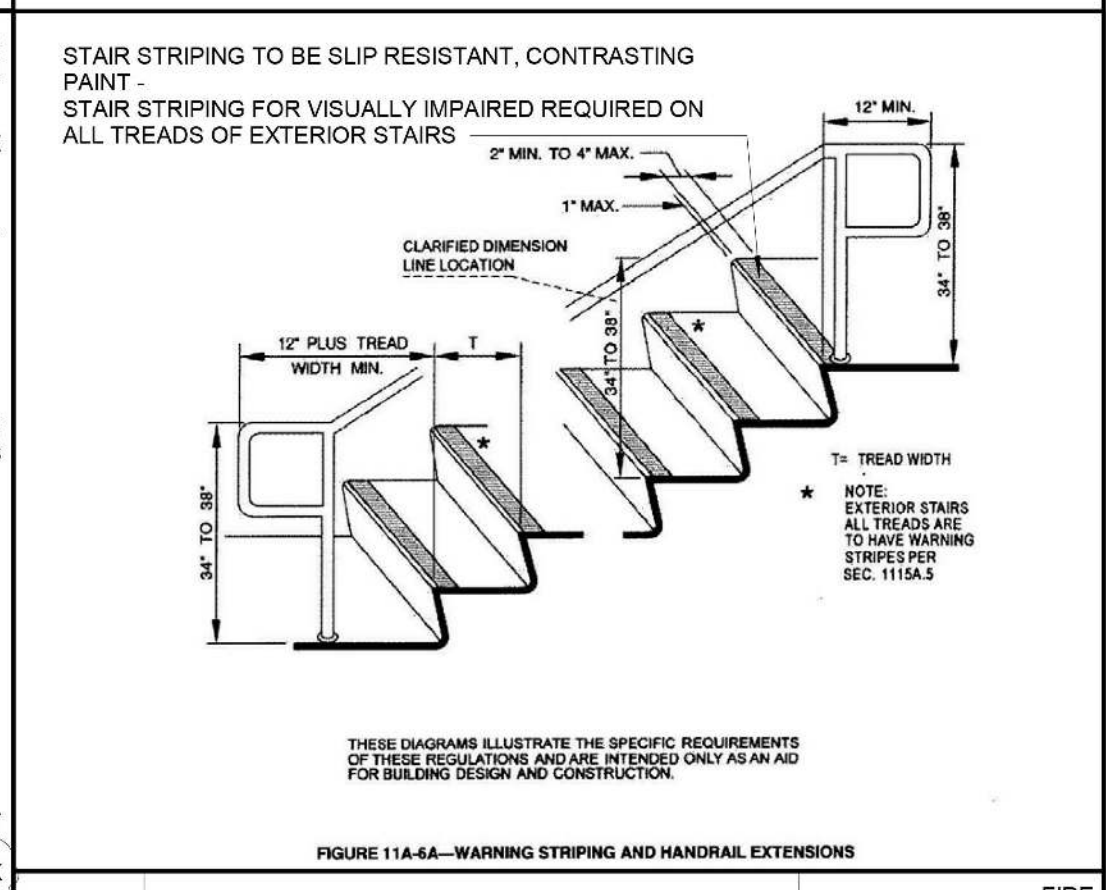 STAIR STRIPING TO BE SLIP RESISTANT, CONTRASTING
PAINT -
STAIR STRIPING FOR VISUALLY IMPAIRED REQUIRED ON
ALL TREADS OF EXTERIOR STAIRS
12" MIN.
2" MIN. TO 4" MAX.
1" MAX.
CLARIFIED DIMENSION
LINE LOCATION
34" TO 38"
34" TO 38"
*
12" PLUS TREAD
WIDTH MIN.
T
*
34" TO 38"
T= TREAD WIDTH
* NOTE:
EXTERIOR STAIRS
ALL TREADS ARE
TO HAVE WARNING
STRIPES PER
SEC. 1115A.5
THESE DIAGRAMS ILLUSTRATE THE SPECIFIC REQUIREMENTS
OF THESE REGULATIONS AND ARE INTENDED ONLY AS AN AID
FOR BUILDING DESIGN AND CONSTRUCTION.
FIGURE 11A-6A—WARNING STRIPING AND HANDRAIL EXTENSIONS